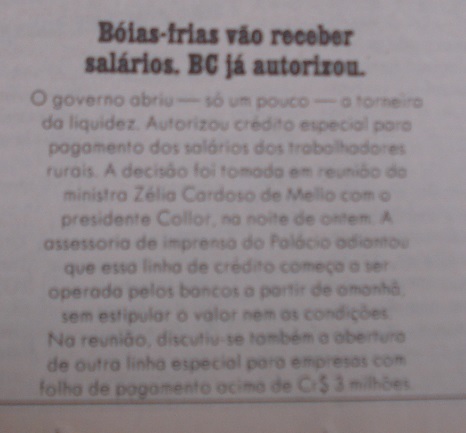 Bóias-frias vão receber
salários. BC já autorizou.
O governo abriu — só um pouco — a torneira
da liquidez. Autorizou crédito especial para
pagamento dos salários dos trabalhadores
rurais. A decisão foi tomada em reunião da
ministra Zélia Cardoso de Mello com o
presidente Collor, na noite de ontem. A
assessoria de imprensa do Palácio adiantou
que essa linha de crédito começa a ser
operada pelos bancos a partir de amanhã,
sem estipular o valor nem as condições.
Na reunião, discutiu-se também a abertura
de outra linha especial para empresas com
folha de pagamento acima de Cr$ 3 milhões.